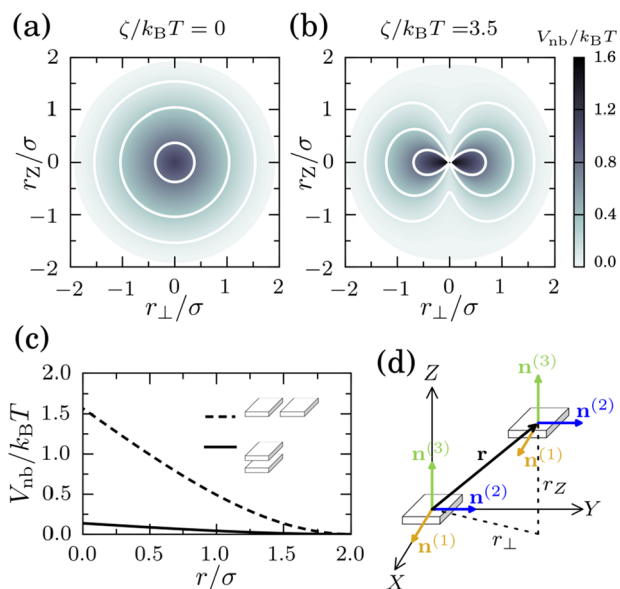 (a) ζ/k_BT = 0
(b) ζ/k_BT =3.5
V_nb/k_BT
2
1
0
−1
−2
r_Z/σ
−2 −1 0 1 2
r_⊥/σ
2
1
0
−1
−2
r_Z/σ
−2 −1 0 1 2
r_⊥/σ
1.6
1.2
0.8
0.4
0.0
(c)
2.0
1.5
1.0
0.5
0.0
V_nb/k_BT
0.0 0.5 1.0 1.5 2.0
r/σ
(d)
Z
n^(3)
n^(2)
n^(1)
r
r_Z
n^(3)
n^(2)
n^(1)
r_⊥
Y
X